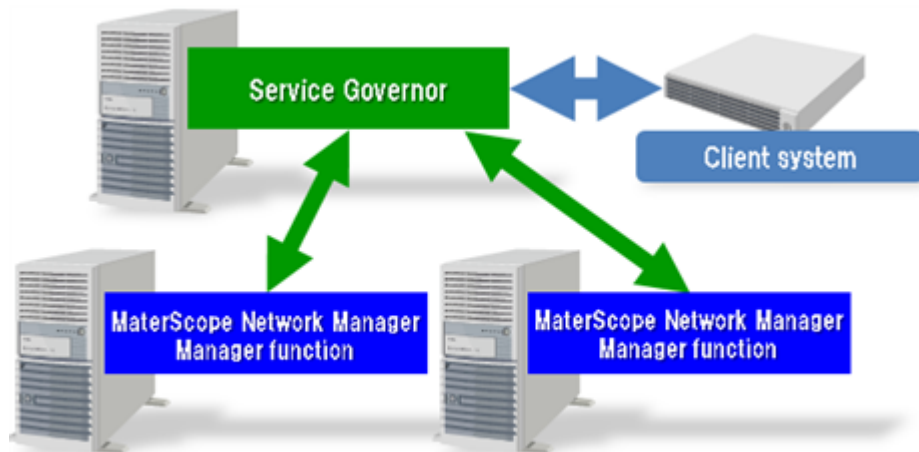 Service Governor
Client system
MaterScope Network Manager
Manager function
MaterScope Network Manager
Manager function